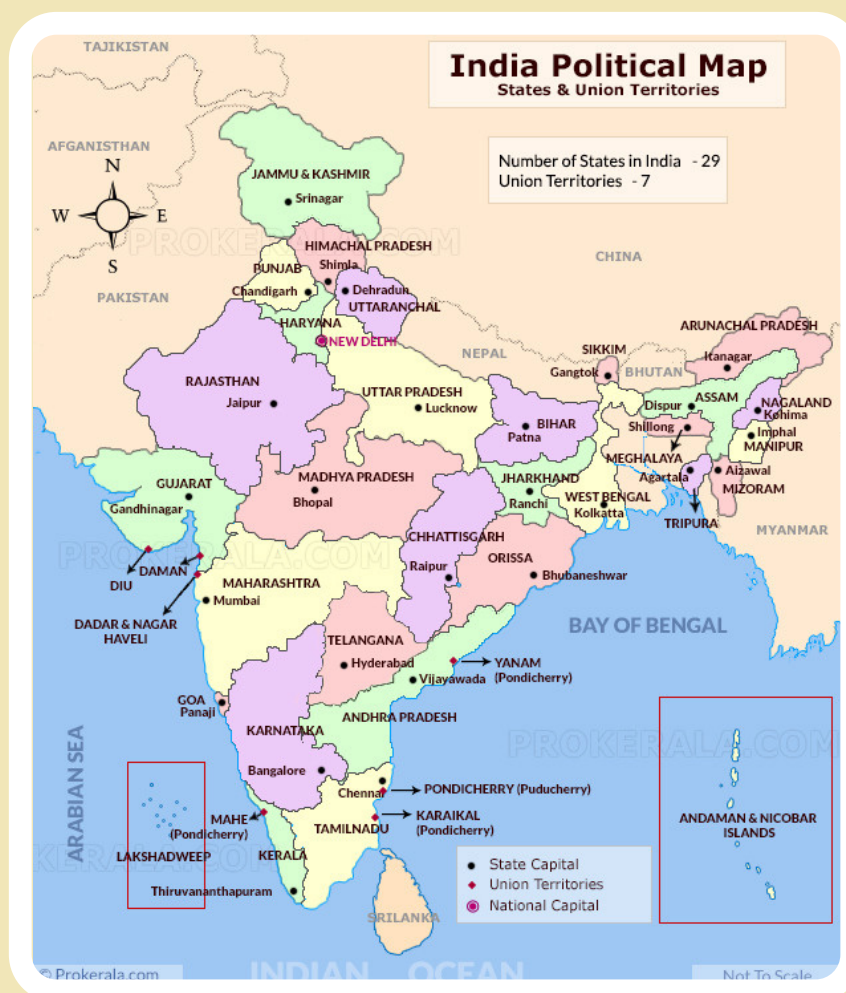 TAJIKISTAN
India Political Map
States & Union Territories
AFGANISTHAN
N
W
E
S
Number of States in India - 29
Union Territories - 7
JAMMU & KASHMIR
Srinagar
PROKERALA.COM
HIMACHAL PRADESH
Shimla
CHINA
PUNJAB
Chandigarh
Dehradun
UTTARANCHAL
PAKISTAN
HARYANA
NEW DELHI
NEPAL
SIKKIM
Gangtok
BHUTAN
ARUNACHAL PRADESH
Itanagar
RAJASTHAN
Jaipur
UTTAR PRADESH
Lucknow
BIHAR
Patna
Dispur
ASSAM
NAGALAND
Kohima
Shillong
Imphal
MANIPUR
MEGHALAYA
Agartala
Aizawal
MIZORAM
TRIPURA
MYANMAR
GUJARAT
Gandhinagar
MADHYA PRADESH
Bhopal
JHARKHAND
Ranchi
WEST BENGAL
Kolkatta
CHHATTISGARH
Raipur
ORISSA
Bhubaneshwar
PROKERALA.COM
DIU
DAMAN
DADAR & NAGAR
HAVELI
MAHARASHTRA
Mumbai
BAY OF BENGAL
TELANGANA
Hyderabad
YANAM
(Pondicherry)
Vijayawada
GOA
Panaji
KARNATAKA
ANDHRA PRADESH
PROKERALA.COM
Bangalore
Chennai
PONDICHERRY (Puducherry)
ARABIAN SEA
MAHE
(Pondicherry)
TAMILNADU
KARAIKAL
(Pondicherry)
ANDAMAN & NICOBAR
ISLANDS
KERALA.COM
LAKSHADWEEP
KERALA
Thiruvananthapuram
State Capital
Union Territories
National Capital
SRILANKA
© Prokerala.com
INDIAN OCEAN
Not To Scale